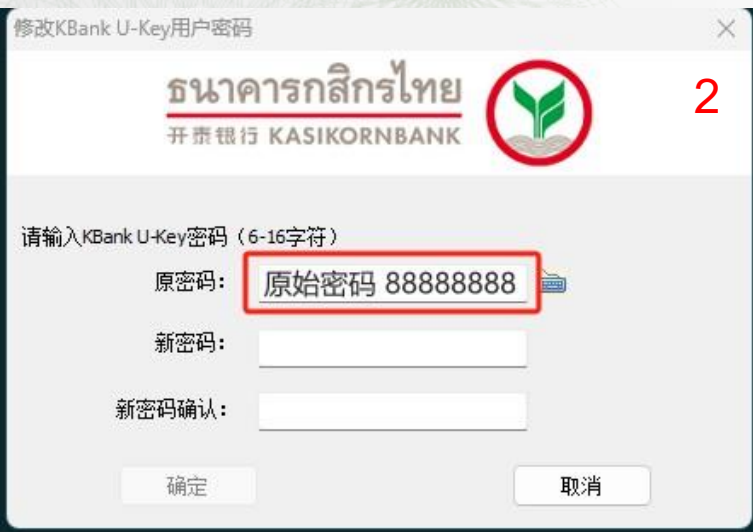 修改KBank U-Key用户密码
ธนาคารกสิกรไทย
开泰银行 KASIKORNBANK
2
请输入KBank U-Key密码（6-16字符）
原密码： 原始密码 88888888
新密码：
新密码确认：
确定 取消